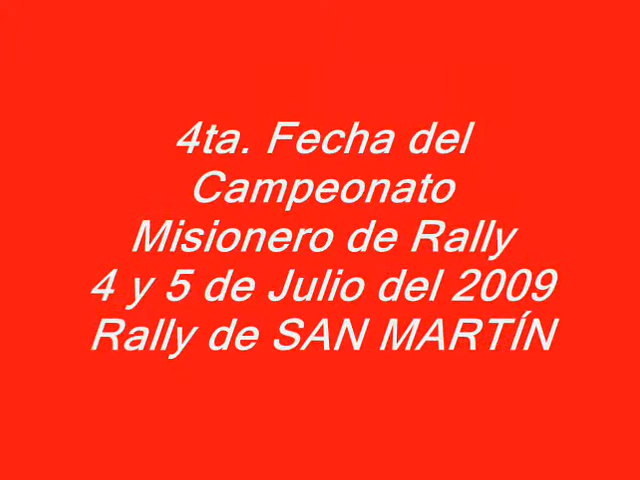 4ta. Fecha del
Campeonato
Misionero de Rally
4 y 5 de Julio del 2009
Rally de SAN MARTÍN